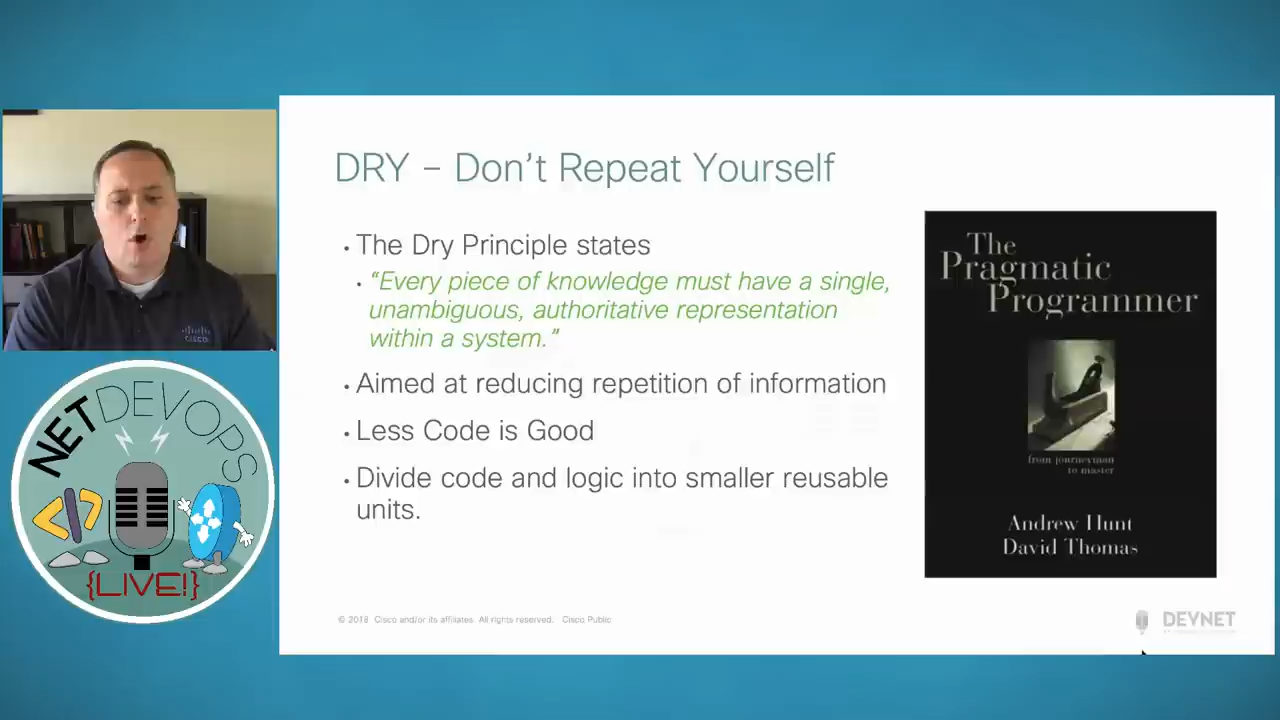 DRY – Don't Repeat Yourself
• The Dry Principle states
• "Every piece of knowledge must have a single,
unambiguous, authoritative representation
within a system."
• Aimed at reducing repetition of information
• Less Code is Good
• Divide code and logic into smaller reusable
units.
The
Pragmatic
Programmer
from journeyman
to master
Andrew Hunt
David Thomas
© 2018 Cisco and/or its affiliates. All rights reserved. Cisco Public
DEVNET
CISCO
NETDEVOPS
</>
{LIVE!}